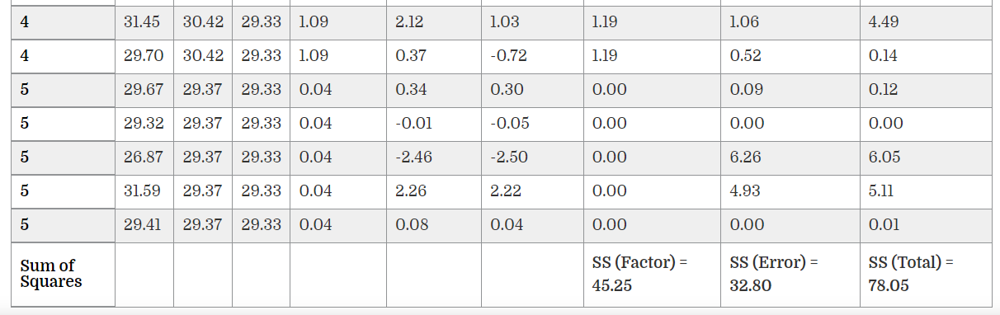 4 31.45 30.42 29.33 1.09 2.12 1.03 1.19 1.06 4.49
4 29.70 30.42 29.33 1.09 0.37 -0.72 1.19 0.52 0.14
5 29.67 29.37 29.33 0.04 0.34 0.30 0.00 0.09 0.12
5 29.32 29.37 29.33 0.04 -0.01 -0.05 0.00 0.00 0.00
5 26.87 29.37 29.33 0.04 -2.46 -2.50 0.00 6.26 6.05
5 31.59 29.37 29.33 0.04 2.26 2.22 0.00 4.93 5.11
5 29.41 29.37 29.33 0.04 0.08 0.04 0.00 0.00 0.01
Sum of
Squares
SS (Factor) =
45.25
SS (Error) =
32.80
SS (Total) =
78.05